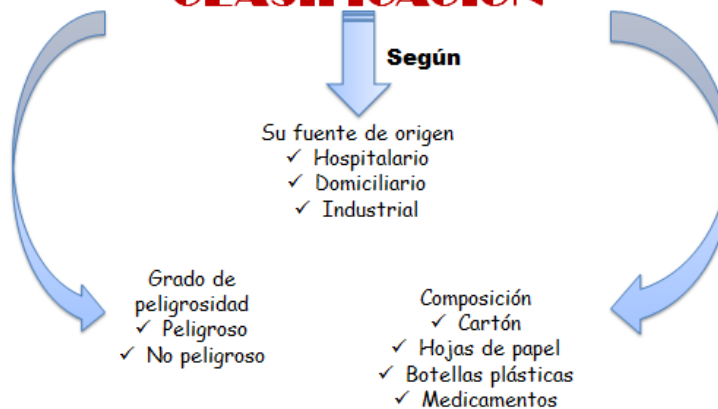 CLASIFICACIÓN
Según
Su fuente de origen
✓ Hospitalario
✓ Domiciliario
✓ Industrial
Grado de
peligrosidad
✓ Peligroso
✓ No peligroso
Composición
✓ Cartón
✓ Hojas de papel
✓ Botellas plásticas
✓ Medicamentos